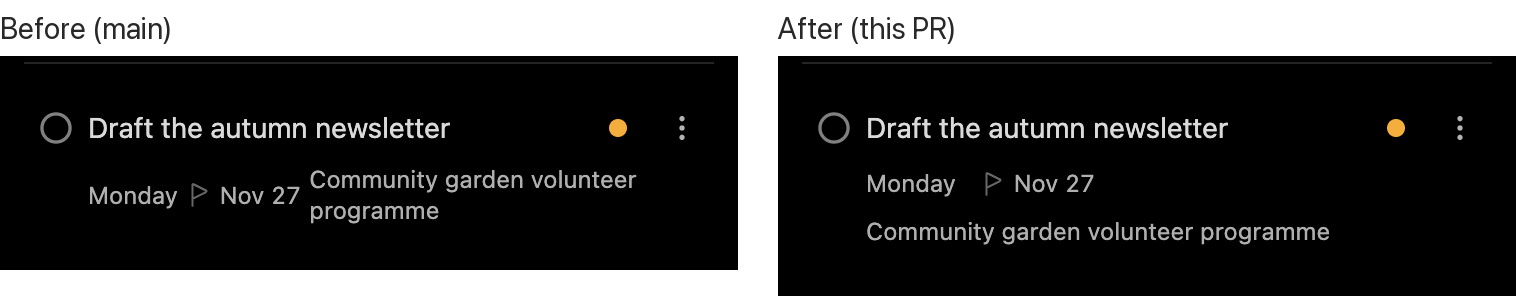 Before (main)
Draft the autumn newsletter
Monday Nov 27 Community garden volunteer
programme
After (this PR)
Draft the autumn newsletter
Monday Nov 27
Community garden volunteer programme